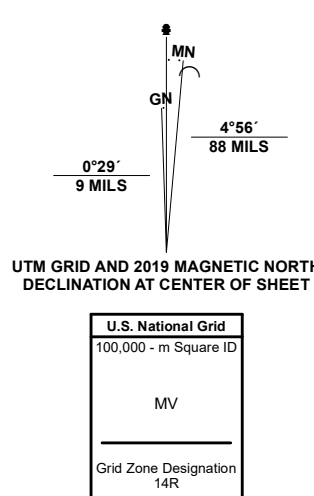 MN
GN
4°56´
88 MILS
0°29´
9 MILS
UTM GRID AND 2019 MAGNETIC NORTH
DECLINATION AT CENTER OF SHEET
U.S. National Grid
100,000 - m Square ID
MV
Grid Zone Designation
14R